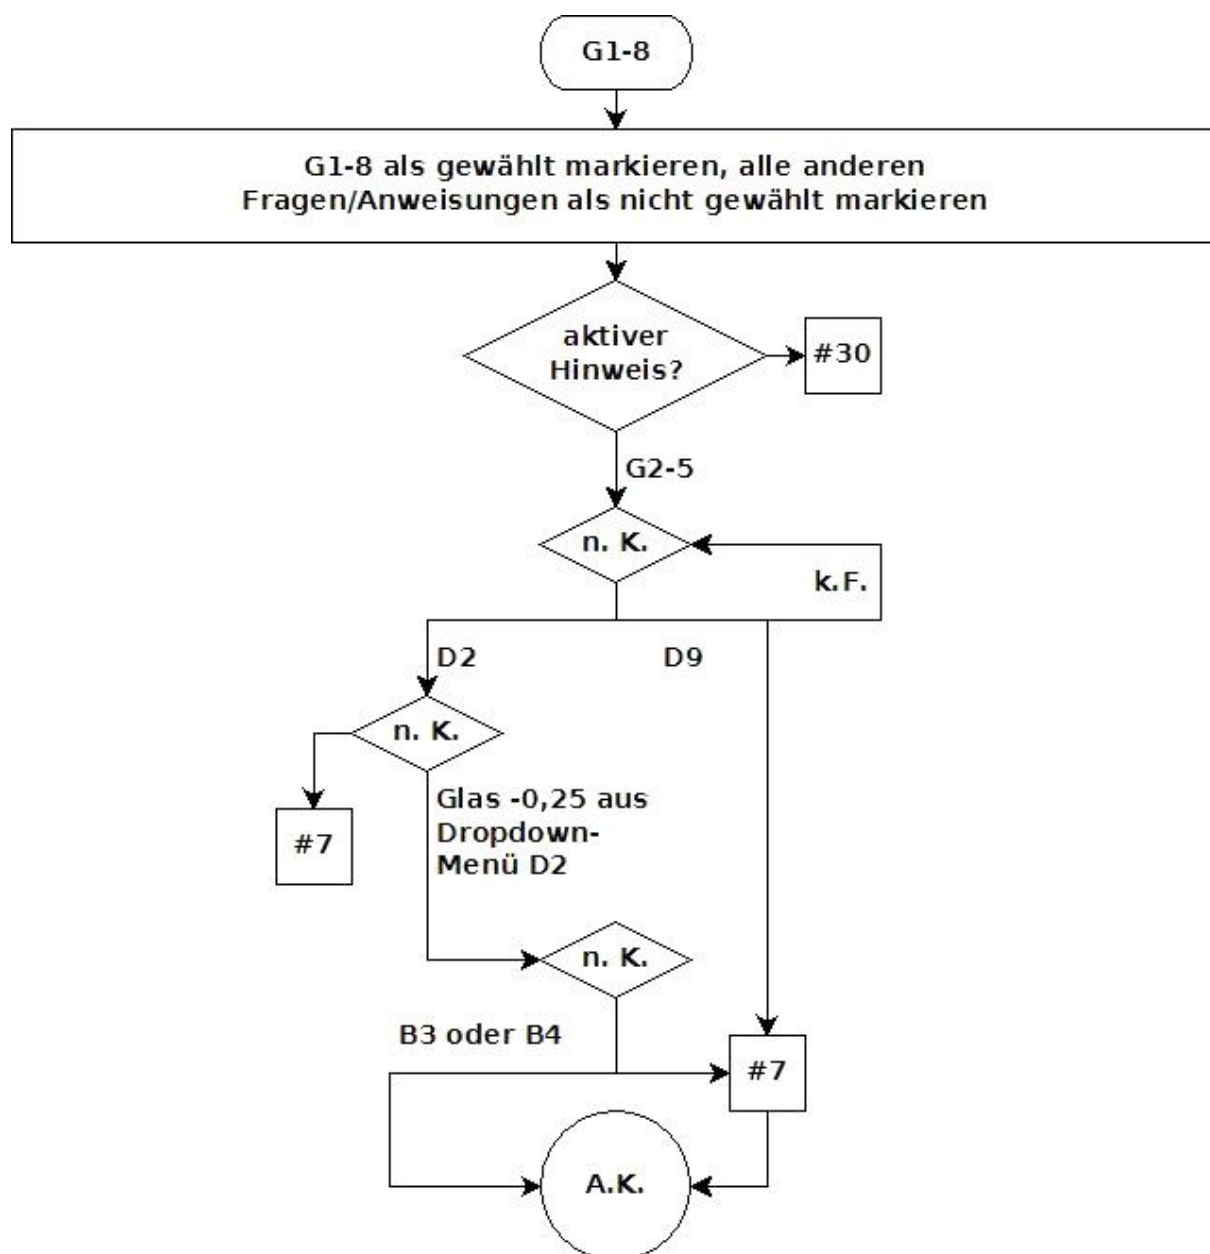 G1-8
G1-8 als gewählt markieren, alle anderen
Fragen/Anweisungen als nicht gewählt markieren
aktiver
Hinweis?
#30
G2-5
n. K.
k.F.
D2
D9
n. K.
#7
Glas -0,25 aus
Dropdown-
Menü D2
n. K.
B3 oder B4
#7
A.K.